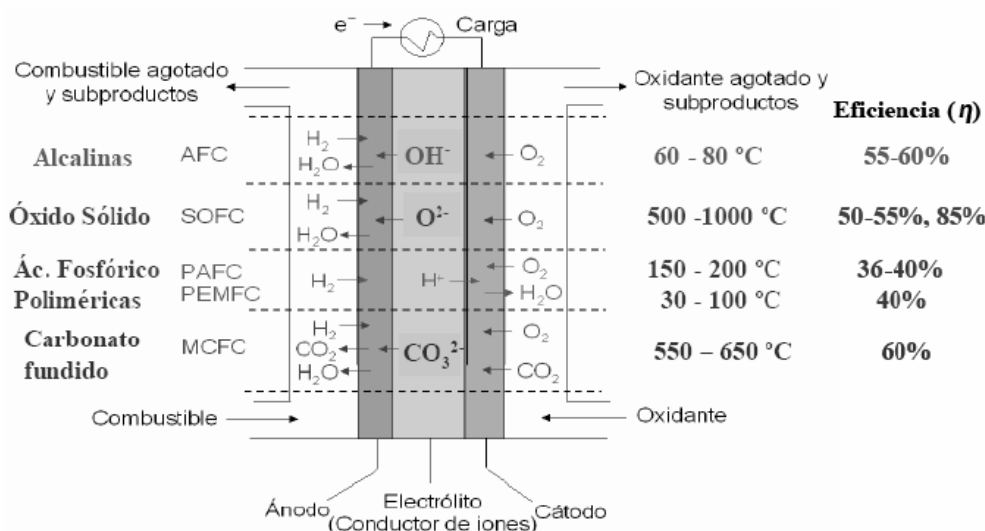 e⁻
Carga
Combustible agotado
y subproductos
Oxidante agotado y
subproductos
Eficiencia (η)
Alcalinas AFC H₂ H₂O OH⁻ O₂ 60 - 80 °C 55-60%
Óxido Sólido SOFC H₂ H₂O O²⁻ O₂ 500 -1000 °C 50-55%, 85%
Ác. Fosfórico PAFC H₂ H⁺ O₂ 150 - 200 °C 36-40%
Poliméricas PEMFC H₂O 30 - 100 °C 40%
Carbonato
fundido
MCFC H₂ CO₂ H₂O CO₃²⁻ O₂ CO₂ 550 – 650 °C 60%
Combustible
Oxidante
Ánodo
Electrólito
(Conductor de iones)
Cátodo